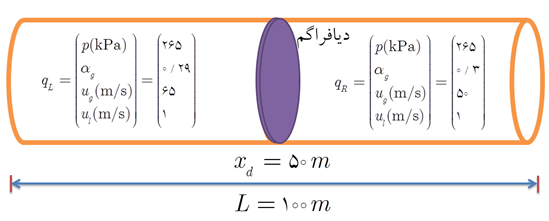 دیافراگم
q_L = (p(kPa) α_g u_g(m/s) u_l(m/s)) = (۲۶۵ ۰/۲۹ ۶۵ ۱)
q_R = (p(kPa) α_g u_g(m/s) u_l(m/s)) = (۲۶۵ ۰/۳ ۵۰ ۱)
x_d = ۵۰ m
L = ۱۰۰ m